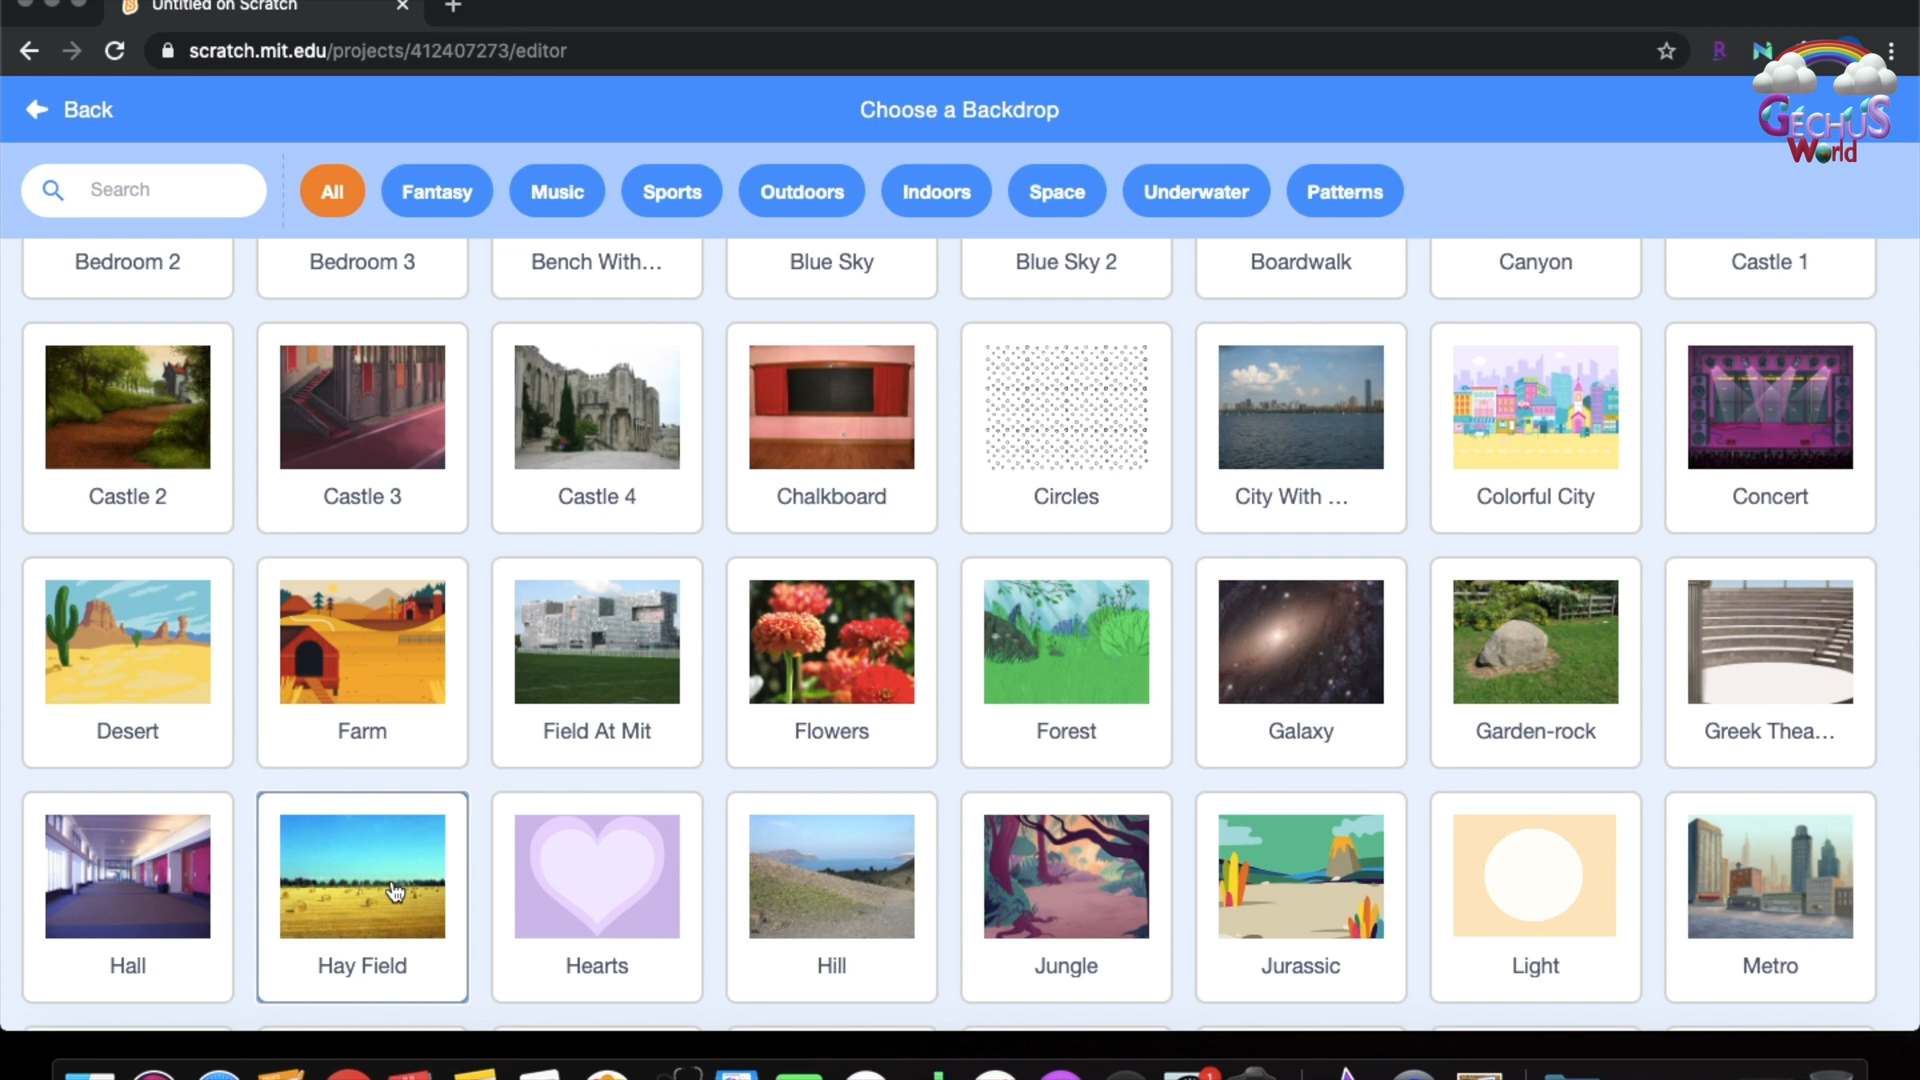 Untitled on Scratch
scratch.mit.edu/projects/412407273/editor
Back
Choose a Backdrop
GECHUS
World
Search
All
Fantasy
Music
Sports
Outdoors
Indoors
Space
Underwater
Patterns
Bedroom 2
Bedroom 3
Bench With...
Blue Sky
Blue Sky 2
Boardwalk
Canyon
Castle 1
Castle 2
Castle 3
Castle 4
Chalkboard
Circles
City With ...
Colorful City
Concert
Desert
Farm
Field At Mit
Flowers
Forest
Galaxy
Garden-rock
Greek Thea...
Hall
Hay Field
Hearts
Hill
Jungle
Jurassic
Light
Metro